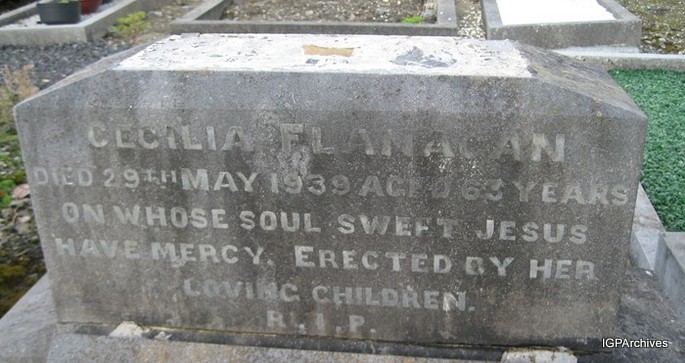 CECILIA FLANAGAN
DIED 29TH MAY 1939 AGED 63 YEARS
ON WHOSE SOUL SWEET JESUS
HAVE MERCY. ERECTED BY HER
LOVING CHILDREN.
R.I.P.
IGPArchives